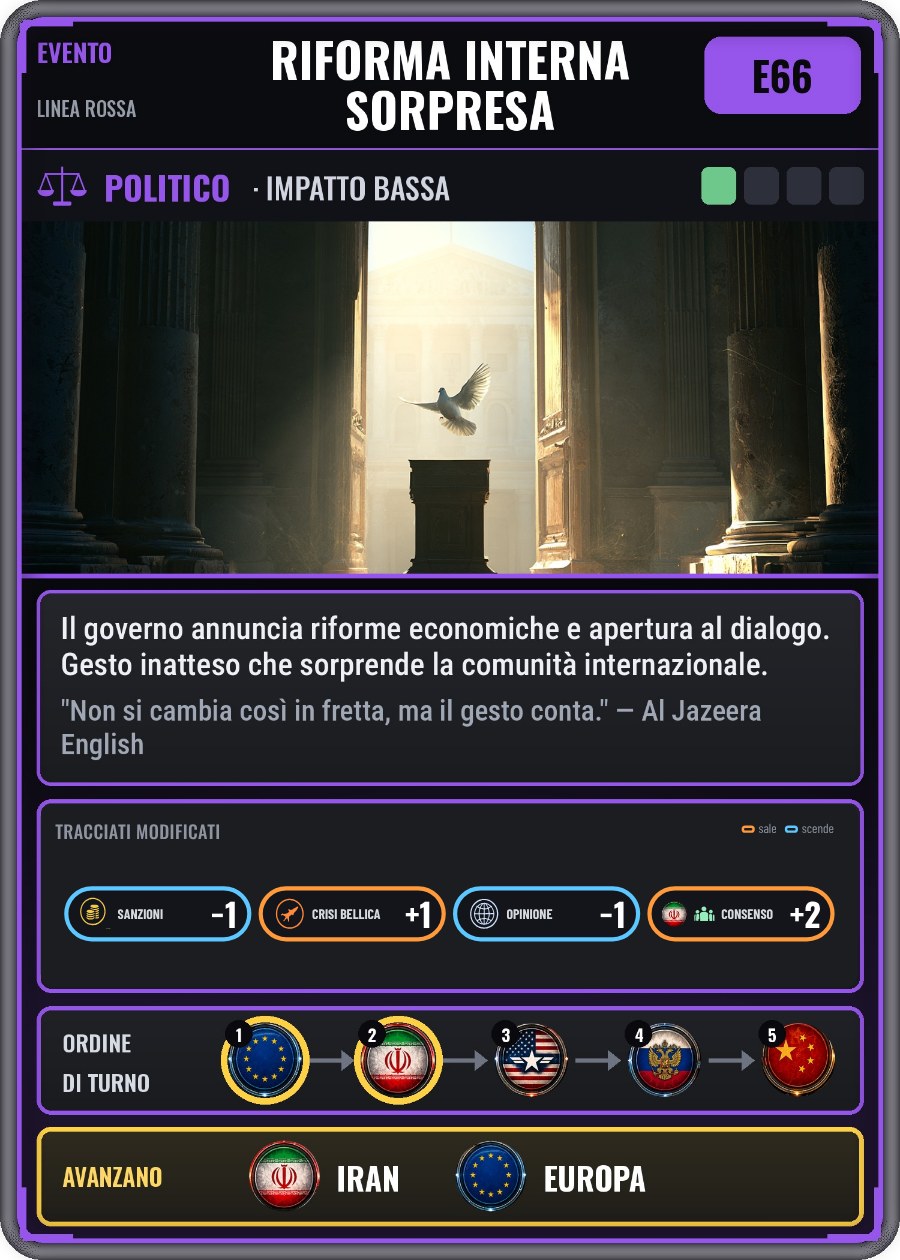 EVENTO
LINEA ROSSA
RIFORMA INTERNA
SORPRESA
E66
POLITICO · IMPATTO BASSA
Il governo annuncia riforme economiche e apertura al dialogo.
Gesto inatteso che sorprende la comunità internazionale.
"Non si cambia così in fretta, ma il gesto conta." — Al Jazeera
English
TRACCIATI MODIFICATI
sale scende
SANZIONI -1
CRISI BELLICA +1
OPINIONE -1
CONSENSO +2
ORDINE
DI TURNO
1 2 3 4 5
AVANZANO IRAN EUROPA